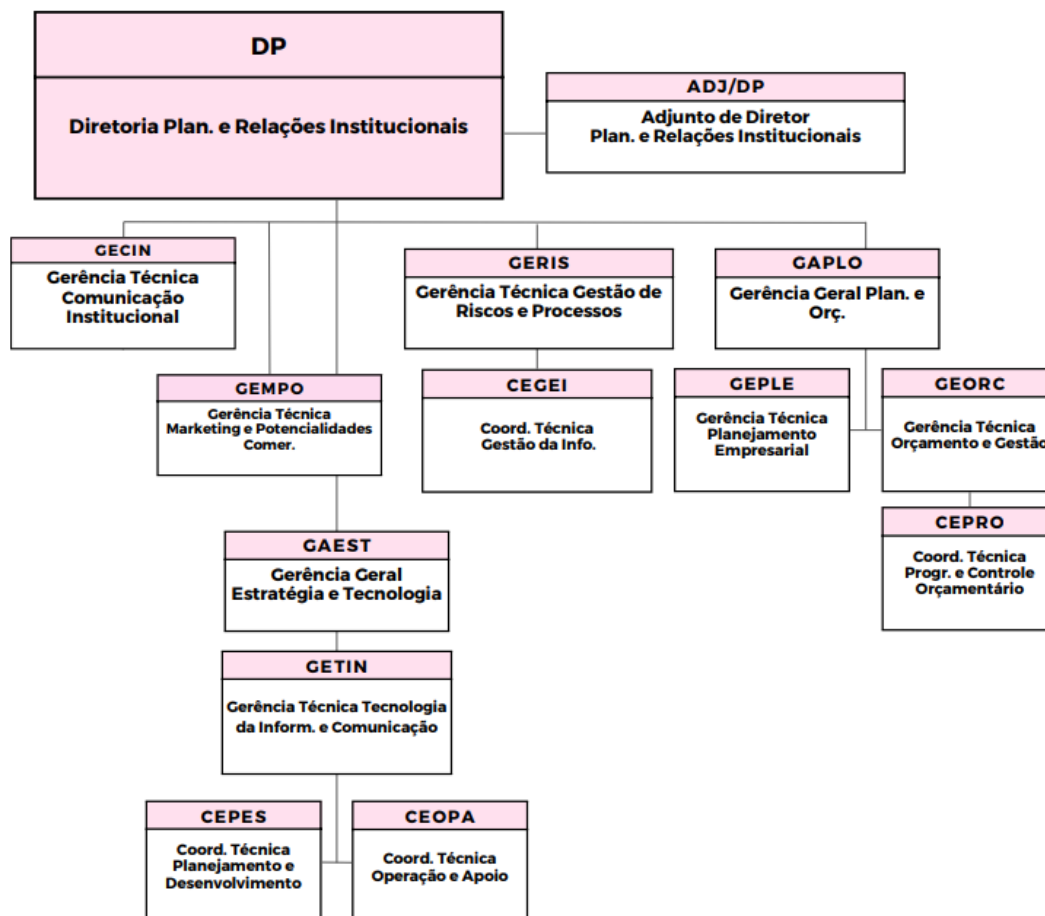 DP
Diretoria Plan. e Relações Institucionais
ADJ/DP
Adjunto de Diretor
Plan. e Relações Institucionais
GECIN
Gerência Técnica
Comunicação
Institucional
GERIS
Gerência Técnica Gestão de
Riscos e Processos
GAPLO
Gerência Geral Plan. e
Orç.
GEMPO
Gerência Técnica
Marketing e Potencialidades
Comer.
CEGEI
Coord. Técnica
Gestão da Info.
GEPLE
Gerência Técnica
Planejamento
Empresarial
GEORC
Gerência Técnica
Orçamento e Gestão
CEPRO
Coord. Técnica
Progr. e Controle
Orçamentário
GAEST
Gerência Geral
Estratégia e Tecnologia
GETIN
Gerência Técnica Tecnologia
da Inform. e Comunicação
CEPES
Coord. Técnica
Planejamento e
Desenvolvimento
CEOPA
Coord. Técnica
Operação e Apoio